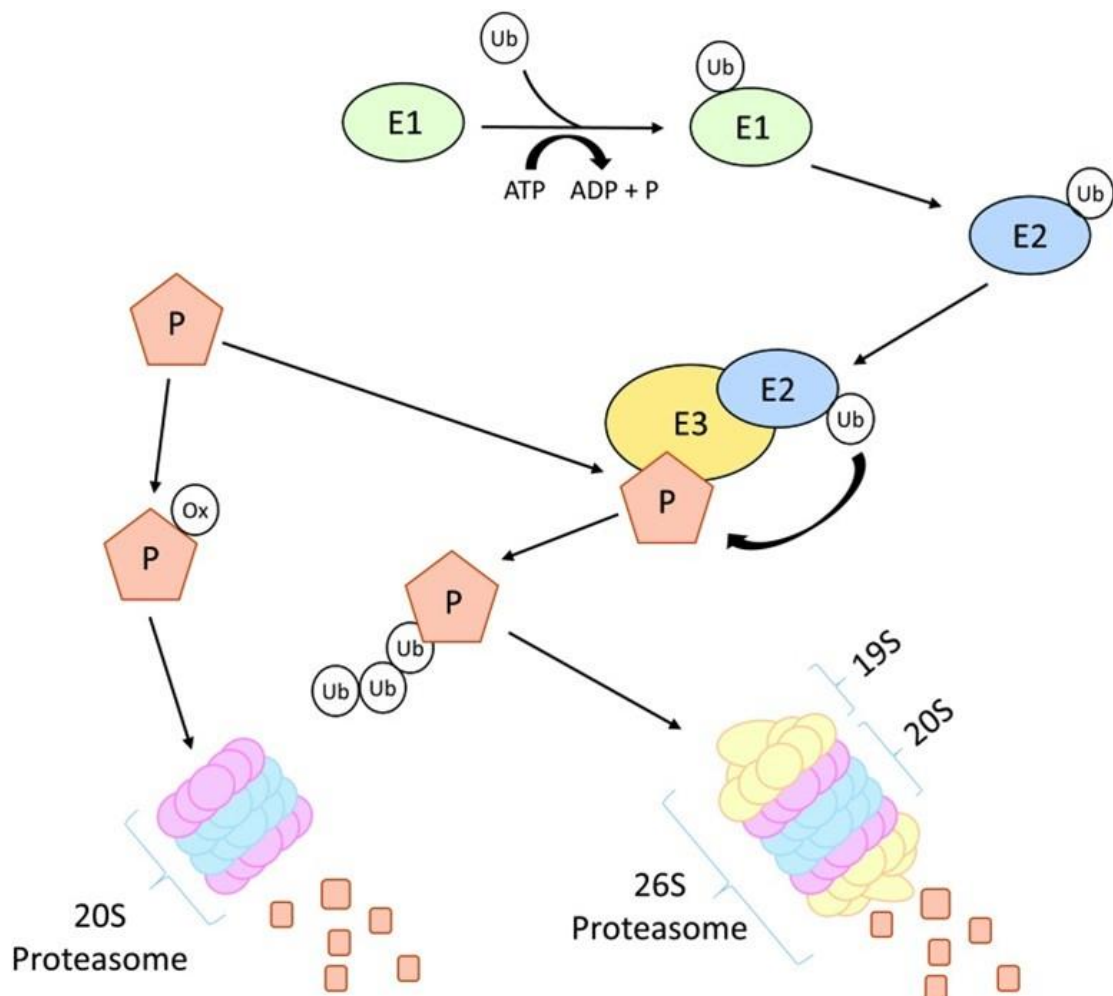 Ub
E1
ATP
ADP + P
Ub
E1
Ub
E2
P
E3
E2
Ub
P
Ox
P
P
Ub
Ub
Ub
19S
20S
20S
Proteasome
26S
Proteasome